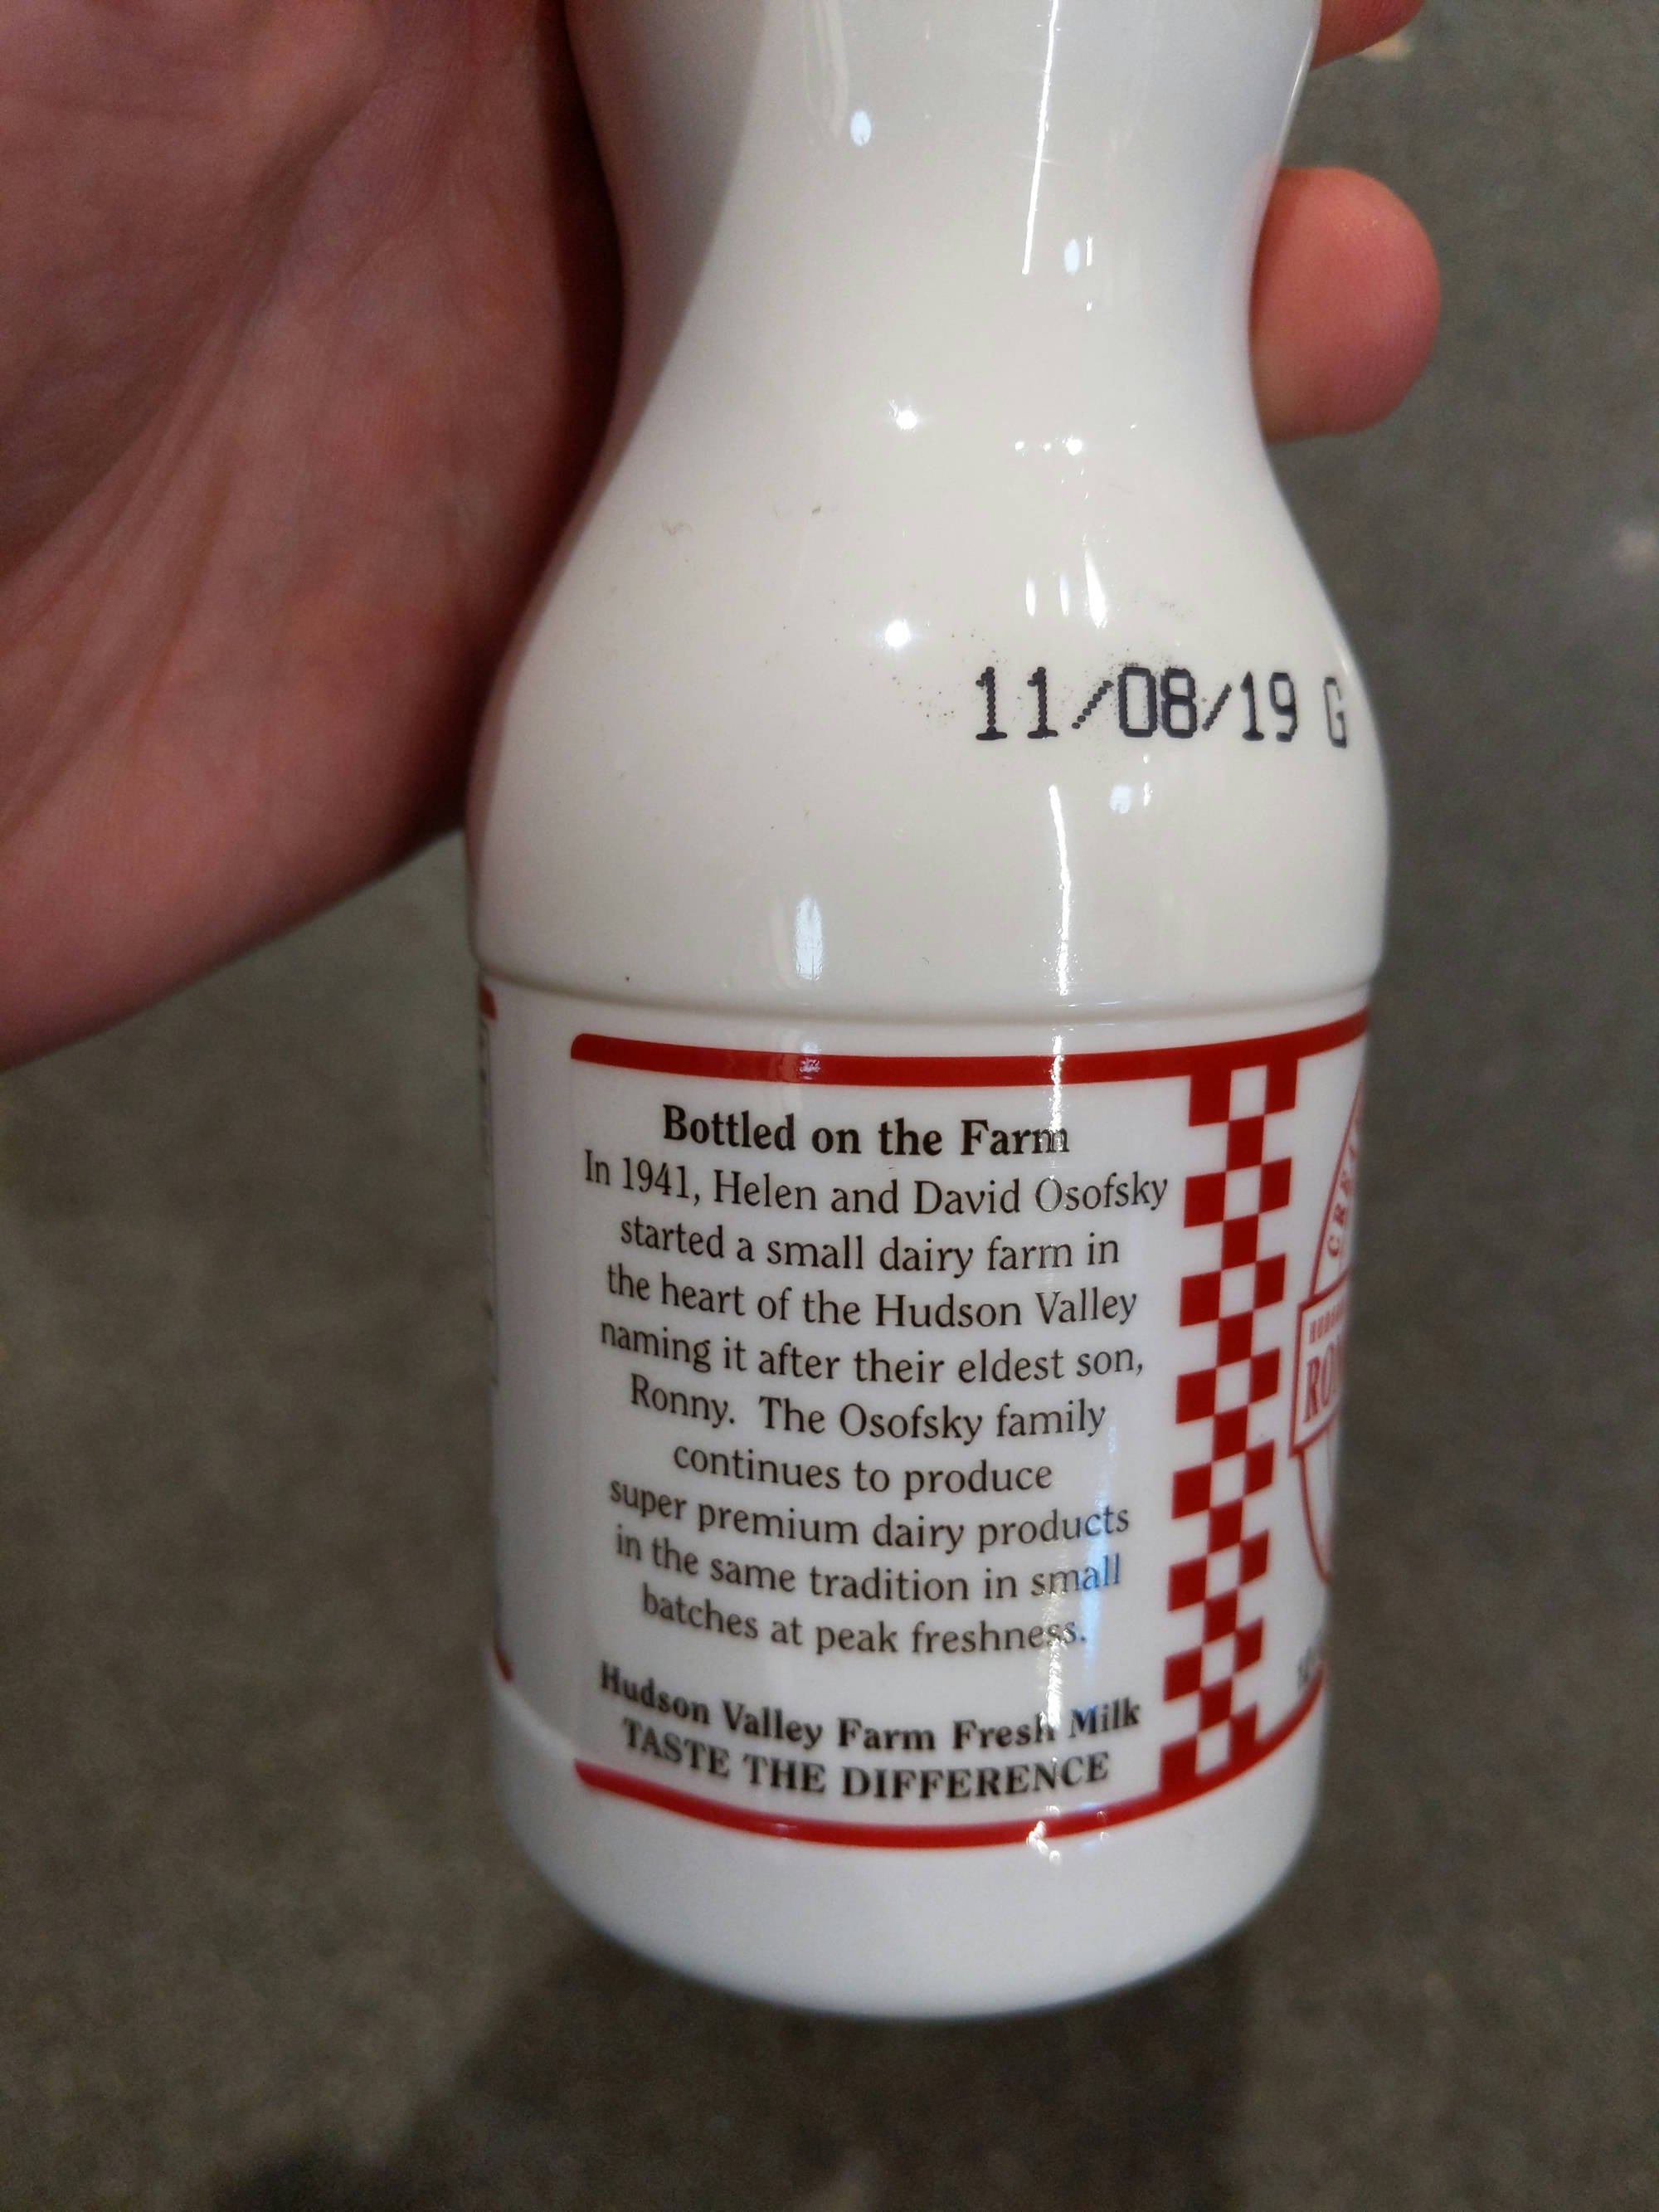 11/08/19 G
Bottled on the Farm
In 1941, Helen and David Osofsky
started a small dairy farm in
the heart of the Hudson Valley
naming it after their eldest son,
Ronny. The Osofsky family
continues to produce
super premium dairy products
in the same tradition in small
batches at peak freshness.
Hudson Valley Farm Fresh Milk
TASTE THE DIFFERENCE